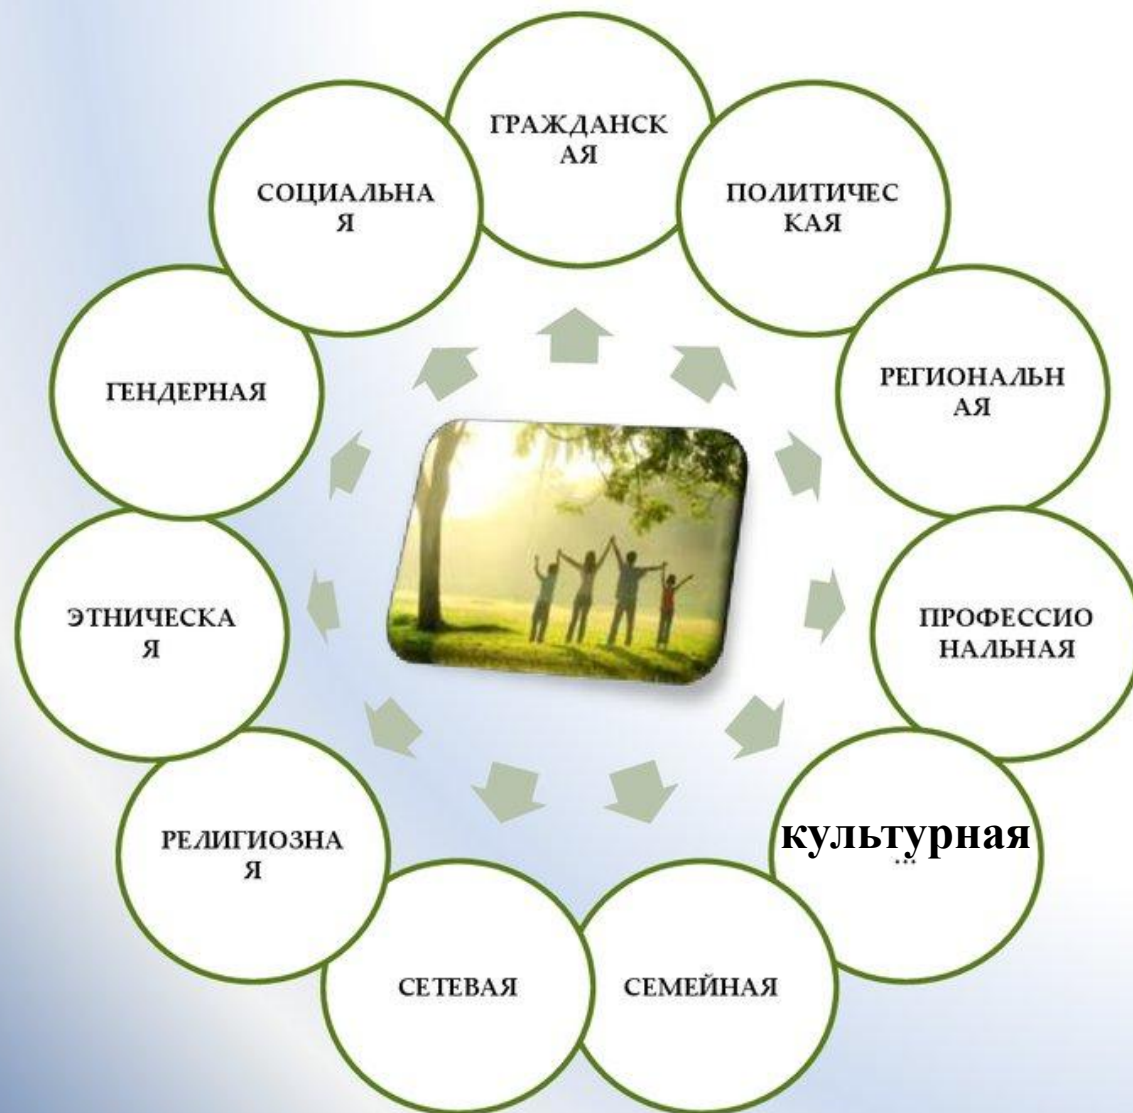 ГРАЖДАНСК
АЯ
ПОЛИТИЧЕС
КАЯ
РЕГИОНАЛЬН
АЯ
ПРОФЕССИО
НАЛЬНАЯ
культурная
...
СЕМЕЙНАЯ
СЕТЕВАЯ
РЕЛИГИОЗНА
Я
ЭТНИЧЕСКА
Я
ГЕНДЕРНАЯ
СОЦИАЛЬНА
Я